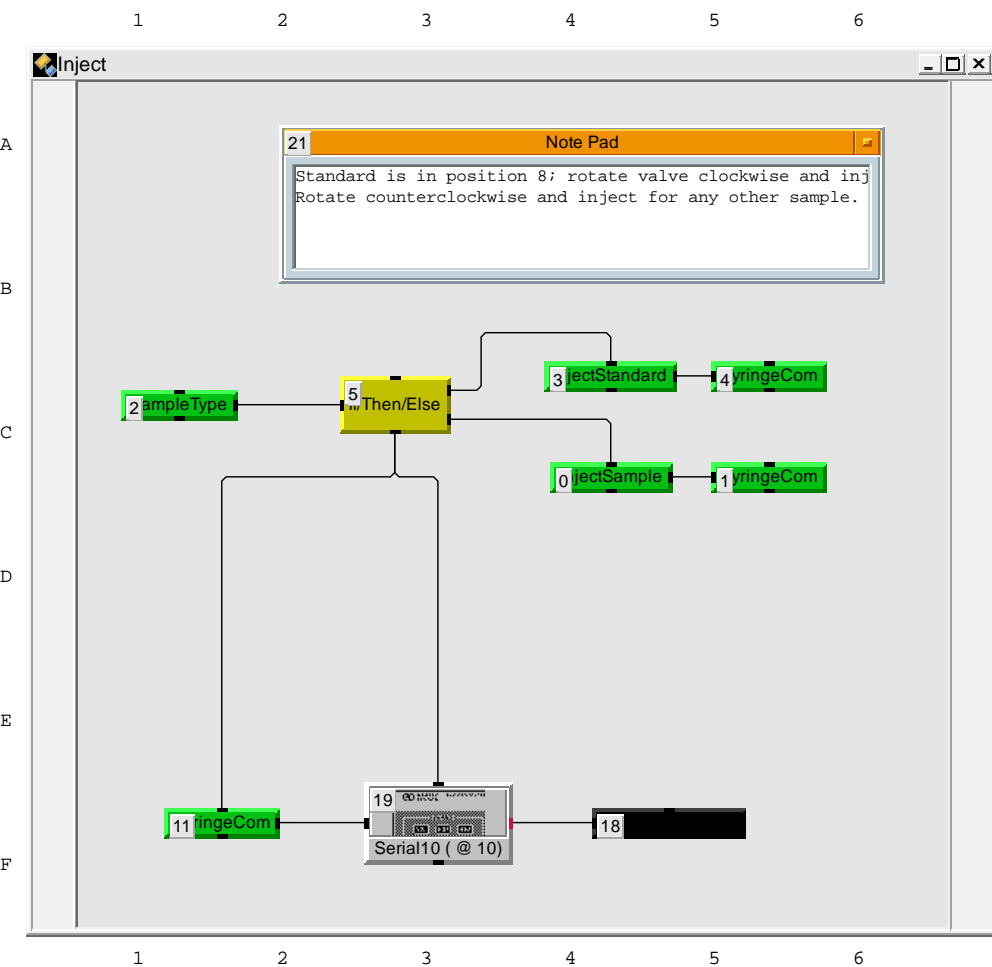 1 2 3 4 5 6
Inject
A
21 Note Pad
Standard is in position 8; rotate valve clockwise and inj
Rotate counterclockwise and inject for any other sample.
B
3 jectStandard 4 yringeCom
5 /Then/Else
2 ampleType
C
0 jectSample 1 yringeCom
D
E
19
11 ringeCom 18
Serial10 ( @ 10)
F
1 2 3 4 5 6